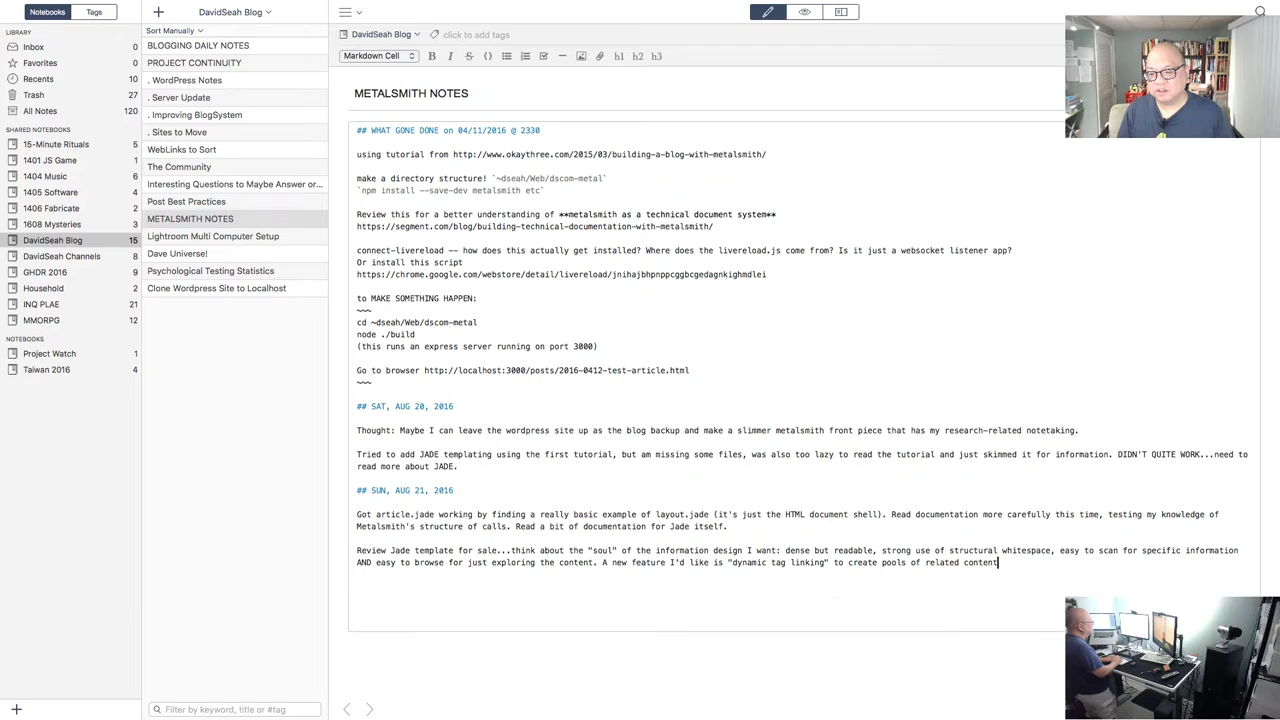 Notebooks
Tags
LIBRARY
Inbox 0
Favorites 0
Recents 10
Trash 27
All Notes 120
SHARED NOTEBOOKS
15-Minute Rituals 5
1401 JS Game 1
1404 Music 6
1405 Software 4
1406 Fabricate 2
1608 Mysteries 3
DavidSeah Blog 15
DavidSeah Channels 8
GHDR 2016 9
Household 2
INQ PLAE 21
MMORPG 12
NOTEBOOKS
Project Watch 1
Taiwan 2016 4
DavidSeah Blog
Sort Manually
BLOGGING DAILY NOTES
PROJECT CONTINUITY
. WordPress Notes
. Server Update
. Improving BlogSystem
. Sites to Move
WebLinks to Sort
The Community
Interesting Questions to Maybe Answer or...
Post Best Practices
METALSMITH NOTES
Lightroom Multi Computer Setup
Dave Universe!
Psychological Testing Statistics
Clone Wordpress Site to Localhost
Filter by keyword, title or #tag
DavidSeah Blog
click to add tags
Markdown Cell B I S {} h1 h2 h3
METALSMITH NOTES
## WHAT GONE DONE on 04/11/2016 @ 2330
using tutorial from http://www.okaythree.com/2015/03/building-a-blog-with-metalsmith/
make a directory structure! `~dseah/Web/dscom-metal`
`npm install --save-dev metalsmith etc`
Review this for a better understanding of **metalsmith as a technical document system**
https://segment.com/blog/building-technical-documentation-with-metalsmith/
connect-livereload -- how does this actually get installed? Where does the livereload.js come from? Is it just a websocket listener app?
Or install this script
https://chrome.google.com/webstore/detail/livereload/jnihajbhpnppcggbcgedagnkighmdlei
to MAKE SOMETHING HAPPEN:
~~~
cd ~dseah/Web/dscom-metal
node ./build
(this runs an express server running on port 3000)
Go to browser http://localhost:3000/posts/2016-0412-test-article.html
~~~
## SAT, AUG 20, 2016
Thought: Maybe I can leave the wordpress site up as the blog backup and make a slimmer metalsmith front piece that has my research-related notetaking.
Tried to add JADE templating using the first tutorial, but am missing some files, was also too lazy to read the tutorial and just skimmed it for information. DIDN'T QUITE WORK...need to
read more about JADE.
## SUN, AUG 21, 2016
Got article.jade working by finding a really basic example of layout.jade (it's just the HTML document shell). Read documentation more carefully this time, testing my knowledge of
Metalsmith's structure of calls. Read a bit of documentation for Jade itself.
Review Jade template for sale...think about the "soul" of the information design I want: dense but readable, strong use of structural whitespace, easy to scan for specific information
AND easy to browse for just exploring the content. A new feature I'd like is "dynamic tag linking" to create pools of related content